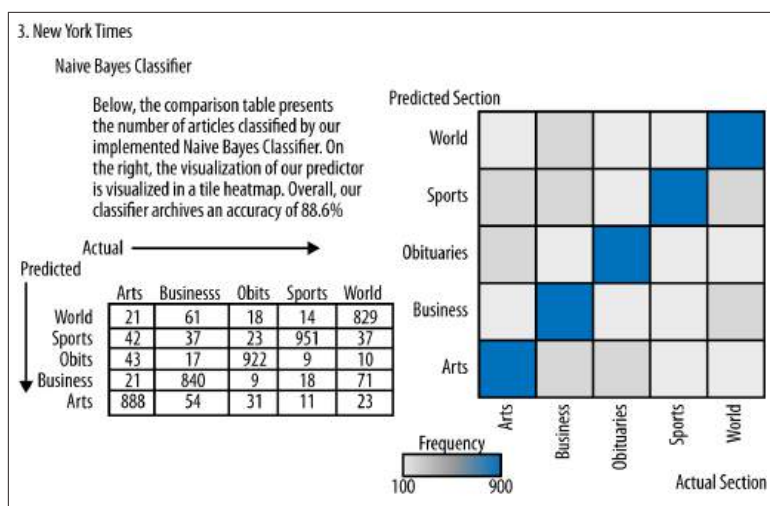 3. New York Times
Naive Bayes Classifier
Below, the comparison table presents
the number of articles classified by our
implemented Naive Bayes Classifier. On
the right, the visualization of our predictor
is visualized in a tile heatmap. Overall, our
classifier archives an accuracy of 88.6%
Actual
Predicted
Arts Businesss Obits Sports World
World 21 61 18 14 829
Sports 42 37 23 951 37
Obits 43 17 922 9 10
Business 21 840 9 18 71
Arts 888 54 31 11 23
Predicted Section
World
Sports
Obituaries
Business
Arts
Arts Business Obituaries Sports World
Actual Section
Frequency
100 900